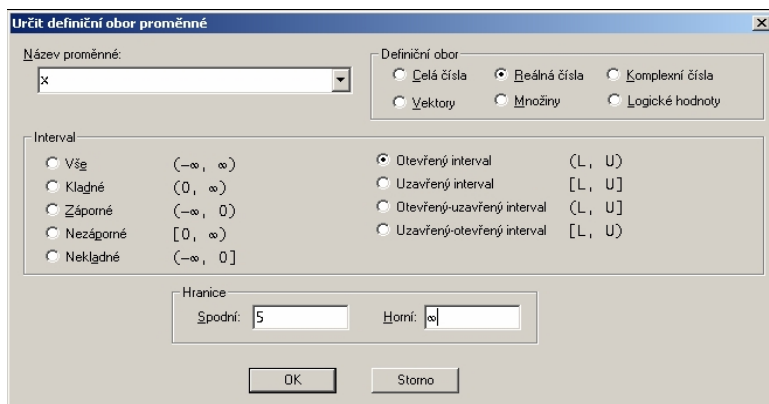 Určit definiční obor proměnné
Název proměnné:
x
Definiční obor
Celá čísla
Reálná čísla
Komplexní čísla
Vektory
Množiny
Logické hodnoty
Interval
Vše (-∞, ∞)
Kladné (0, ∞)
Záporné (-∞, 0)
Nezáporné [0, ∞)
Nekladné (-∞, 0]
Otevřený interval (L, U)
Uzavřený interval [L, U]
Otevřený-uzavřený interval (L, U]
Uzavřený-otevřený interval [L, U)
Hranice
Spodní: 5
Horní: ∞
OK
Storno